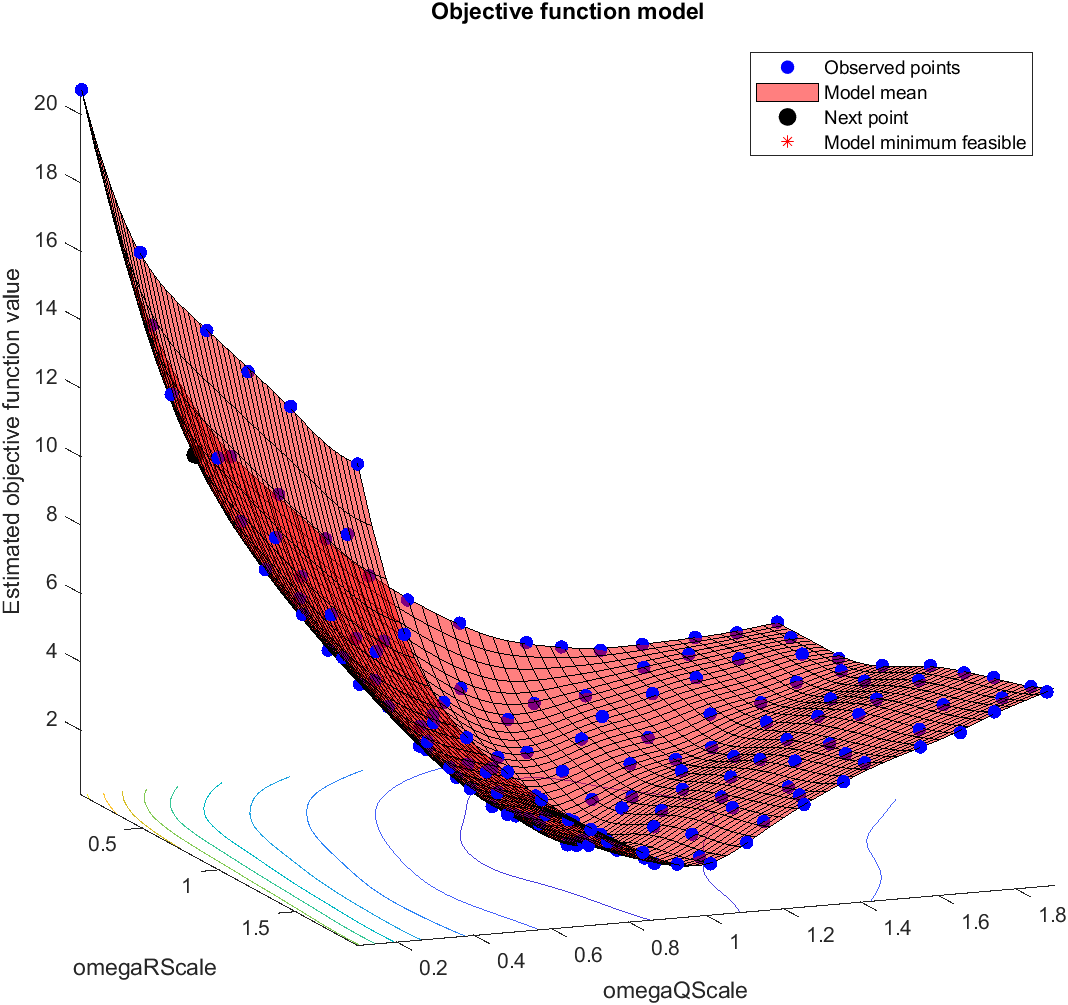 Objective function model
Observed points
Model mean
Next point
Model minimum feasible
Estimated objective function value
20
18
16
14
12
10
8
6
4
2
0.5
1
1.5
omegaRScale
0.2
0.4
0.6
0.8
1
1.2
1.4
1.6
1.8
omegaQScale